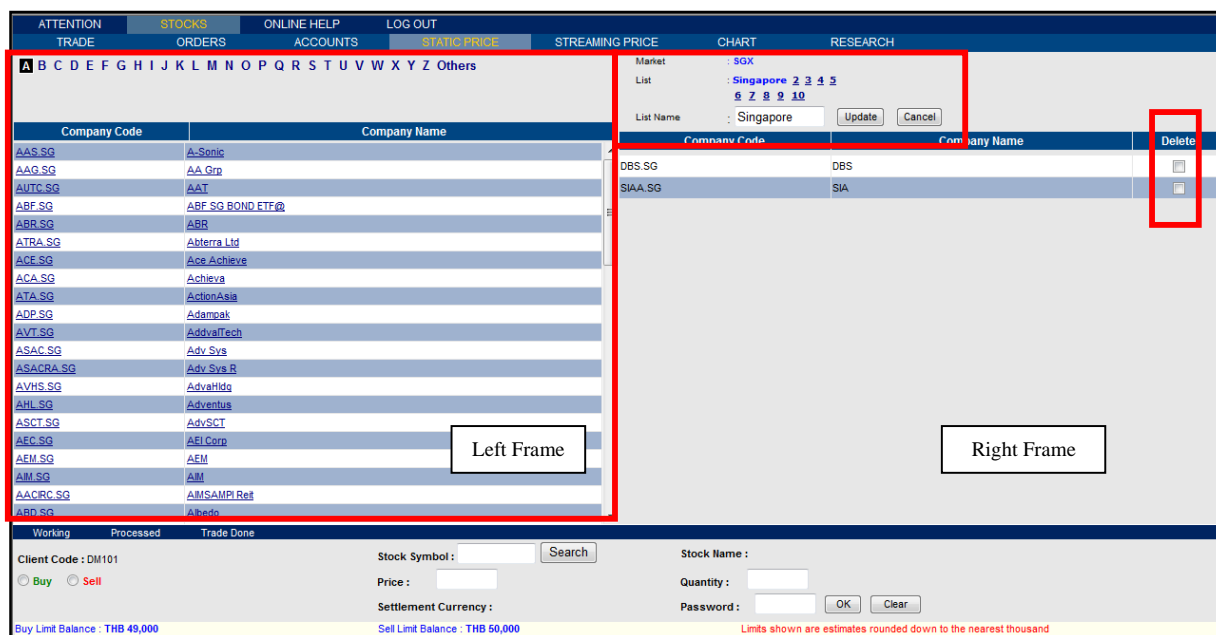 ATTENTION STOCKS ONLINE HELP LOG OUT
TRADE ORDERS ACCOUNTS STATIC PRICE STREAMING PRICE CHART RESEARCH
A B C D E F G H I J K L M N O P Q R S T U V W X Y Z Others
Market : SGX
List : Singapore 2 3 4 5
6 7 8 9 10
List Name : Singapore Update Cancel
Company Code Company Name
AAS.SG A-Sonic
AAG.SG AA Grp
AUTC.SG AAT
ABF.SG ABF SG BOND ETF@
ABR.SG ABR
ATRA.SG Abterra Ltd
ACE.SG Ace Achieve
ACA.SG Achieva
ATA.SG ActionAsia
ADP.SG Adampak
AVT.SG AddvalTech
ASAC.SG Adv Sys
ASACRA.SG Adv Sys R
AVHS.SG AdvaHldg
AHL.SG Adventus
ASCT.SG AdvSCT
AEC.SG AEI Corp
AEM.SG AEM
AIM.SG AIM
AACIRC.SG AIMSAMPI Reit
ABD.SG Albedo
Left Frame
Company Code Company Name Delete
DBS.SG DBS
SIAA.SG SIA
Right Frame
Working Processed Trade Done
Client Code : DM101 Stock Symbol : Search Stock Name :
Buy Sell Price : Quantity :
Settlement Currency : Password : OK Clear
Buy Limit Balance : THB 49,000 Sell Limit Balance : THB 50,000 Limits shown are estimates rounded down to the nearest thousand